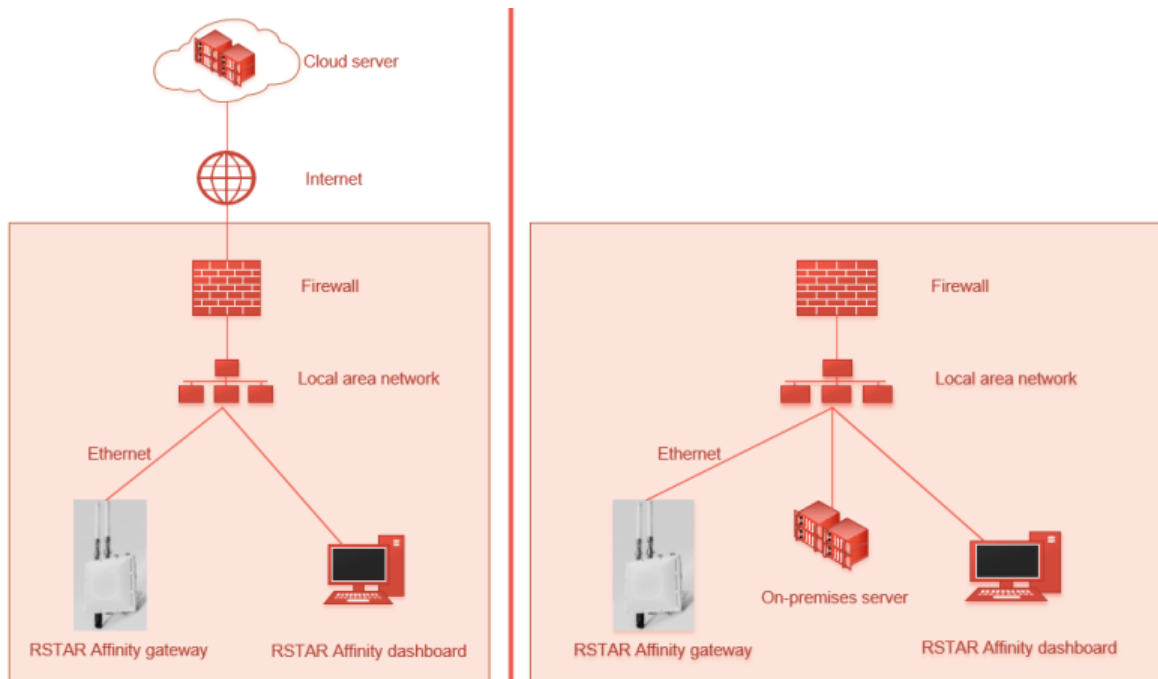 Cloud server
Internet
Firewall
Local area network
Ethernet
RSTAR Affinity gateway
RSTAR Affinity dashboard
Firewall
Local area network
Ethernet
On-premises server
RSTAR Affinity gateway
RSTAR Affinity dashboard